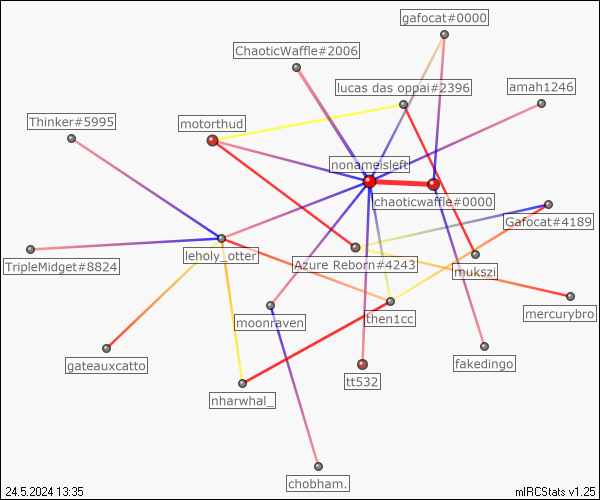 gafocat#0000
ChaoticWaffle#2006
lucas das oppai#2396
amah1246
Thinker#5995
motorthud
nonameisleft
chaoticwaffle#0000
Gafocat#4189
leholy_otter
TripleMidget#8824
Azure Reborn#4243
mukszi
moonraven
then1cc
mercurybro
gateauxcatto
fakedingo
tt532
nharwhal_
chobham.
24.5.2024 13:35
mIRCStats v1.25